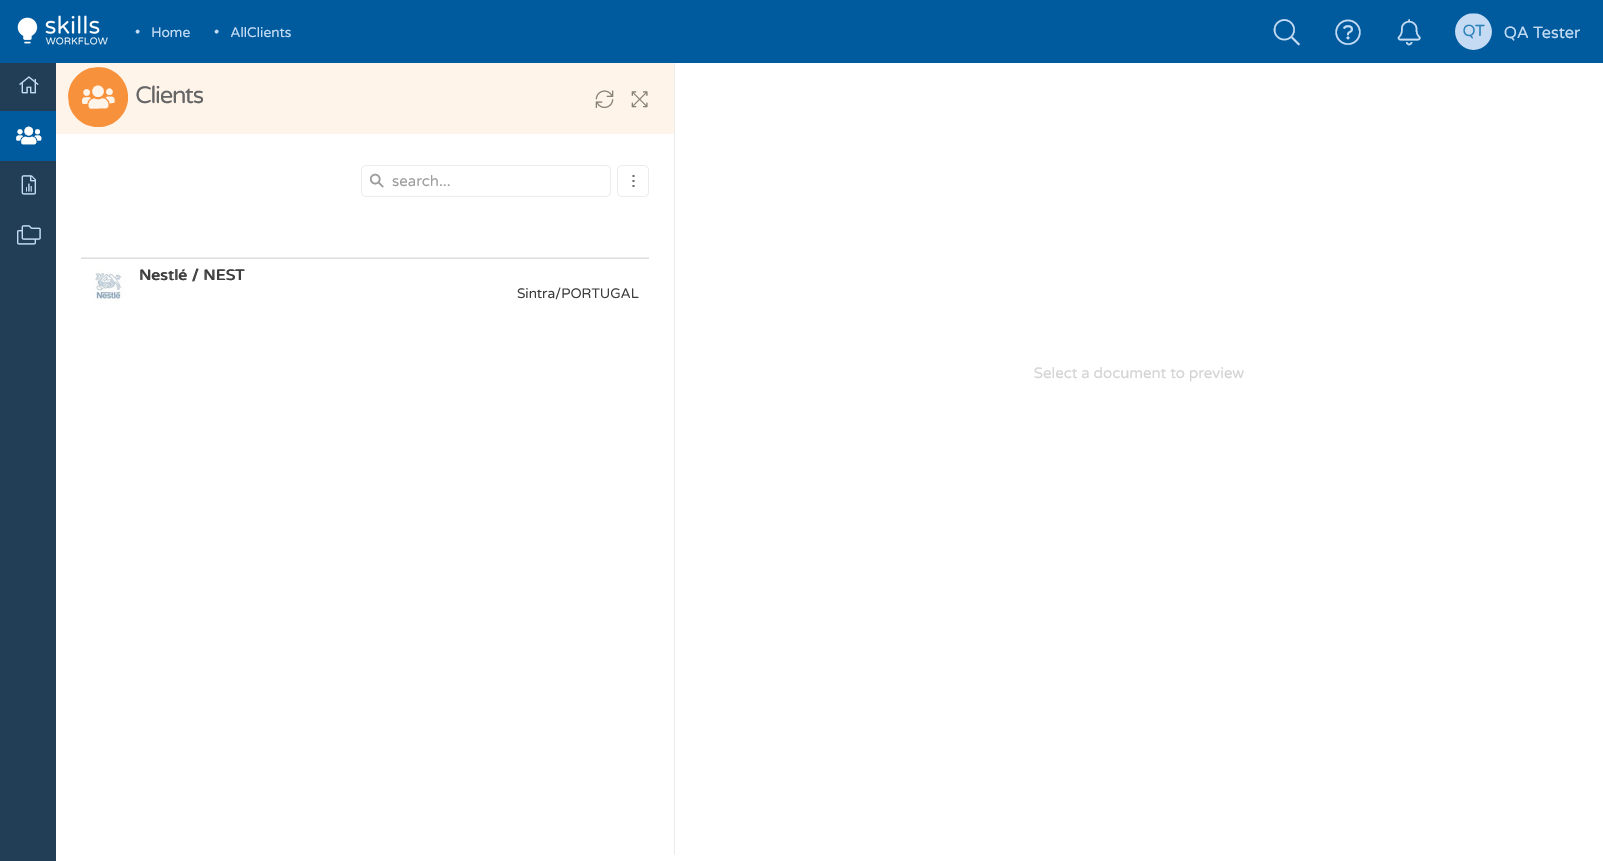 skills
WORKFLOW
• Home • AllClients
QT QA Tester
Clients
search...
Nestlé / NEST
Nestlé
Sintra/PORTUGAL
Select a document to preview